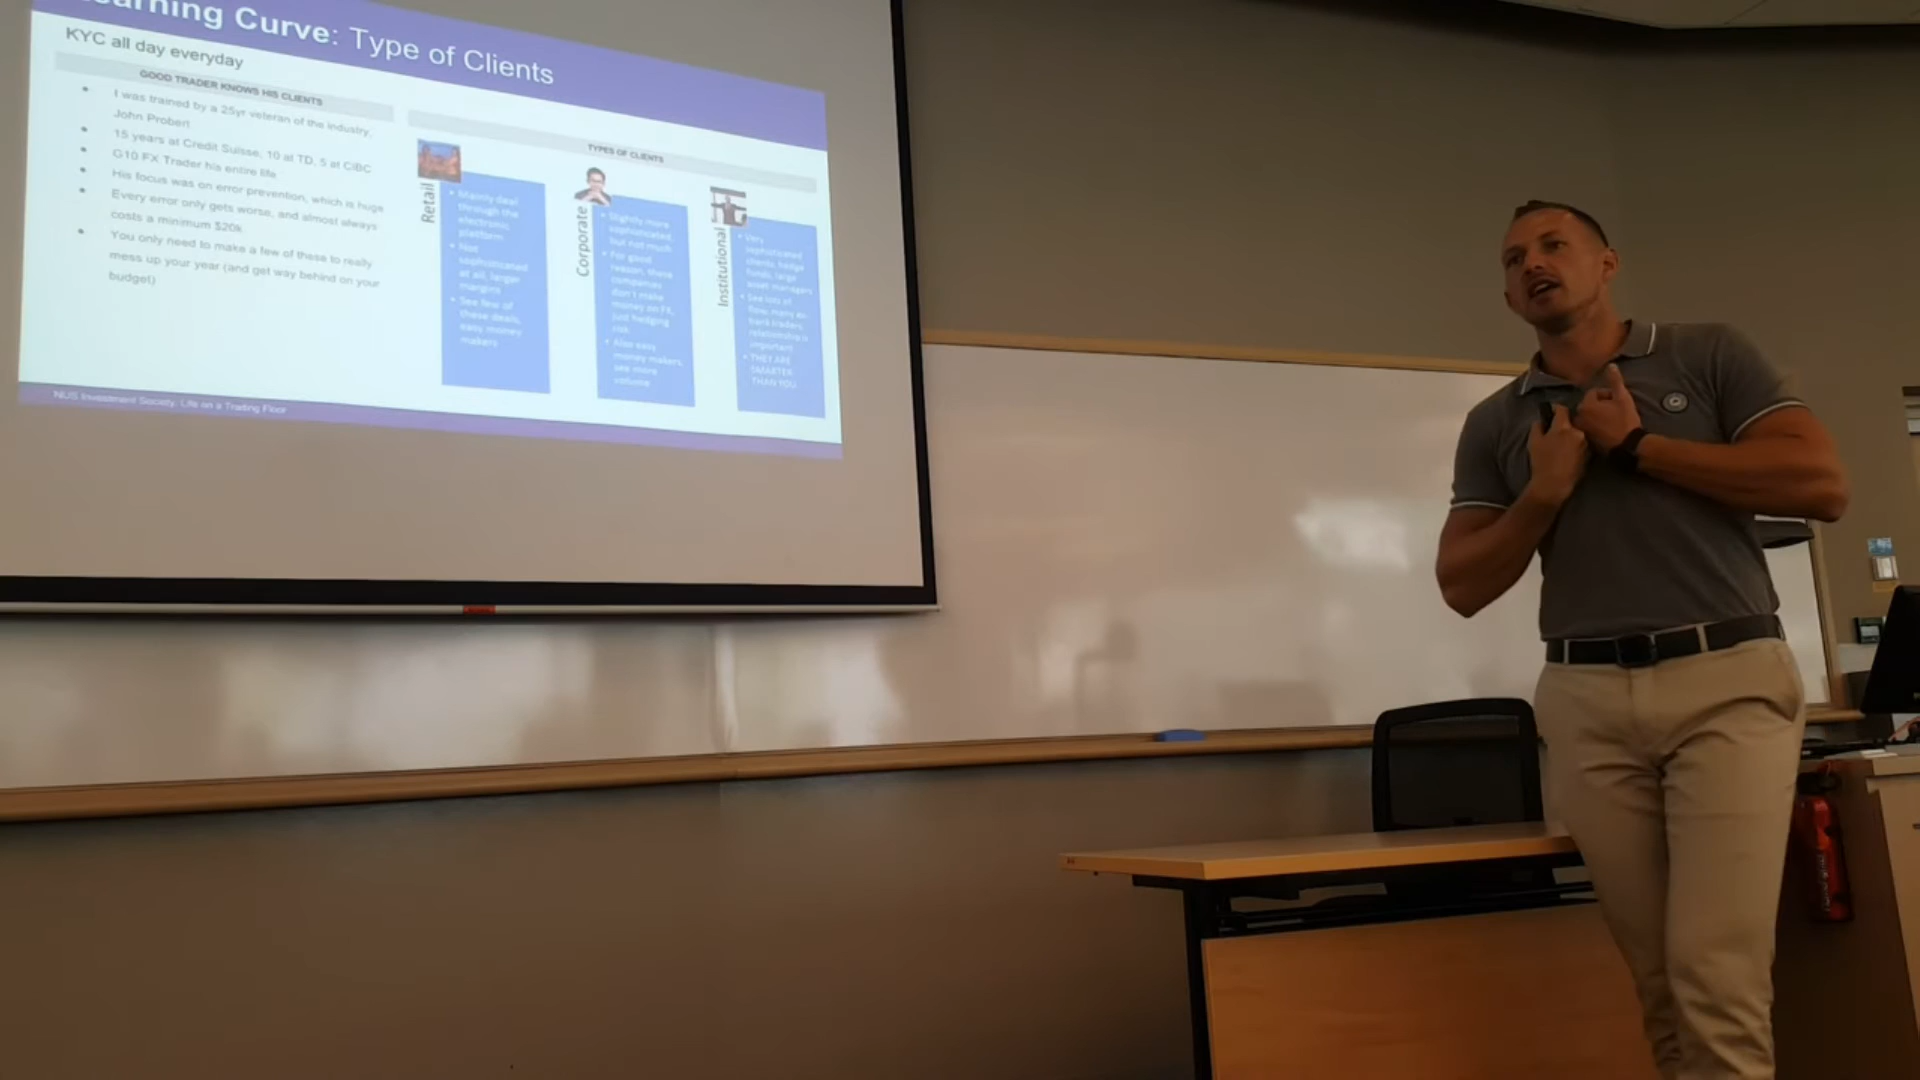 earning Curve: Type of Clients
KYC all day everyday
GOOD TRADER KNOWS HIS CLIENTS
• I was trained by a 25yr veteran of the industry,
John Probert
• 15 years at Credit Suisse, 10 at TD, 5 at CIBC
• G10 FX Trader his entire life
• His focus was on error prevention, which is huge
• Every error only gets worse, and almost always
costs a minimum $20k
• You only need to make a few of these to really
mess up your year (and get way behind on your
budget)
TYPES OF CLIENTS
Retail
• Mainly deal
through the
electronic
platform
• Not
sophisticated
at all, larger
margins
• See few of
these deals,
easy money
makers
Corporate
• Slightly more
sophisticated,
but not much
• For good
reason, these
companies
don't make
money on FX,
just hedging
risk
• Also easy
money makers,
see more
volume
Institutional
• Very
sophisticated
clients, hedge
funds, large
asset managers
• See lots of
flow, many ex-
bank traders,
relationship is
important
• THEY ARE
SMARTER
THAN YOU
NUS Investment Society: Life on a Trading Floor